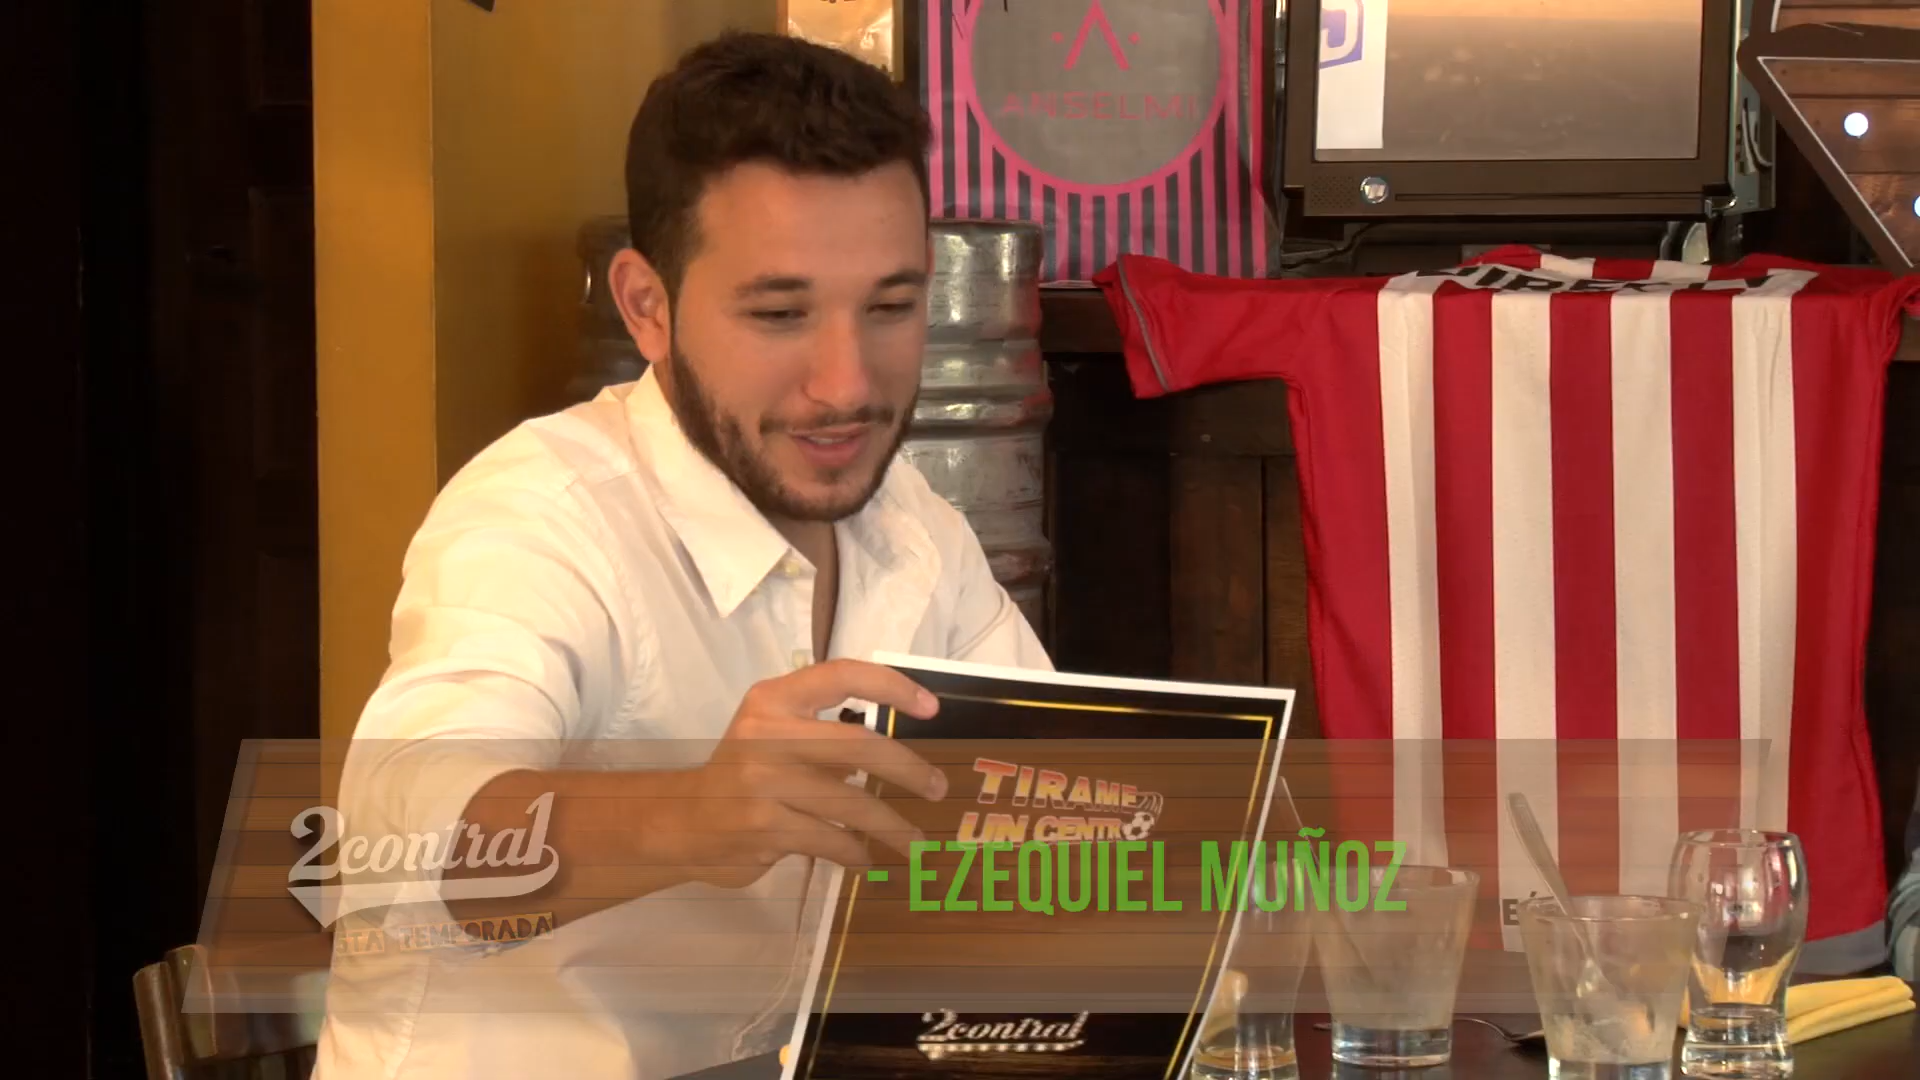 ANSELMI
TIRAME
UN CENTRO
2contra1
5TA TEMPORADA
- EZEQUIEL MUÑOZ
2contra1